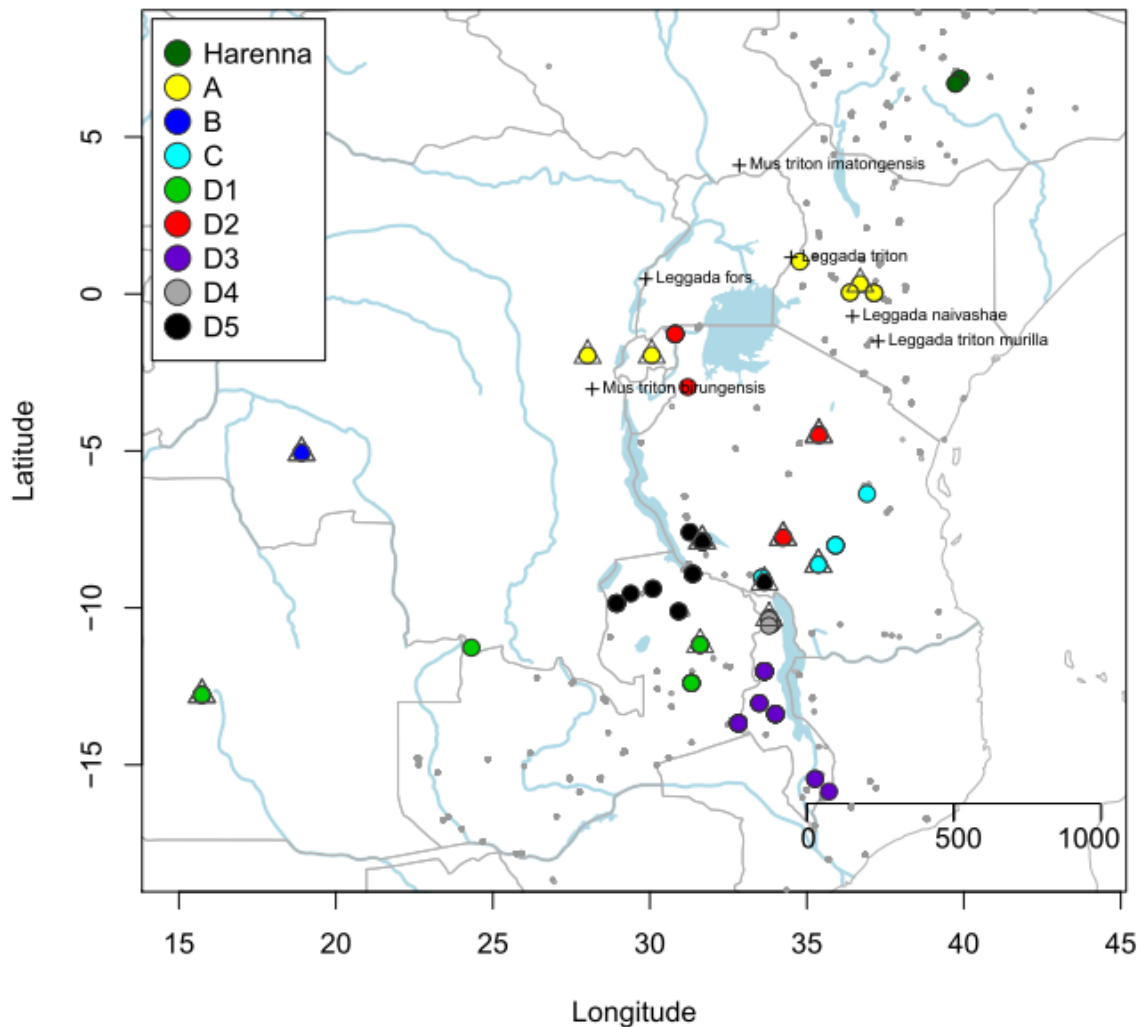 Harenna
A
B
C
D1
D2
D3
D4
D5
Mus triton imatongensis
Leggada triton
Leggada fors
Leggada naivashae
Leggada triton murilla
Mus triton birungensis
5
0
−5
−10
−15
Latitude
0 500 1000
15 20 25 30 35 40 45
Longitude